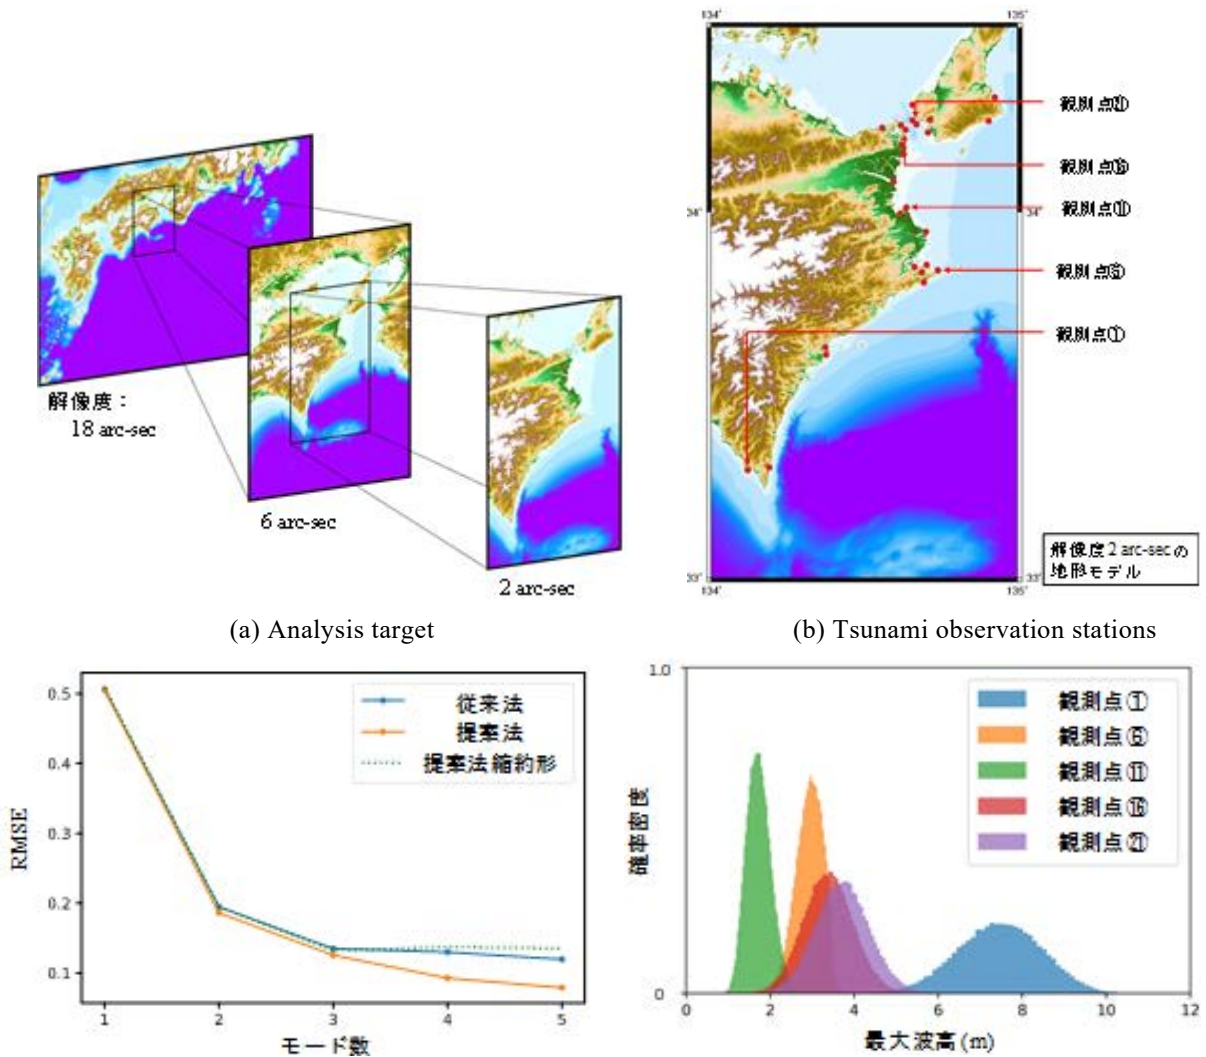 解像度：
18 arc-sec
6 arc-sec
2 arc-sec
(a) Analysis target
134°
135°
観測点㉑
観測点⑯
観測点⑪
観測点⑥
観測点①
34°
33°
134°
135°
解像度 2 arc-secの
地形モデル
(b) Tsunami observation stations
従来法
提案法
提案法縮約形
RMSE
0.5
0.4
0.3
0.2
0.1
1
2
3
4
5
モード数
観測点①
観測点⑥
観測点⑪
観測点⑯
観測点㉑
確率密度
1.0
0
0
2
4
6
8
10
12
最大波高(m)